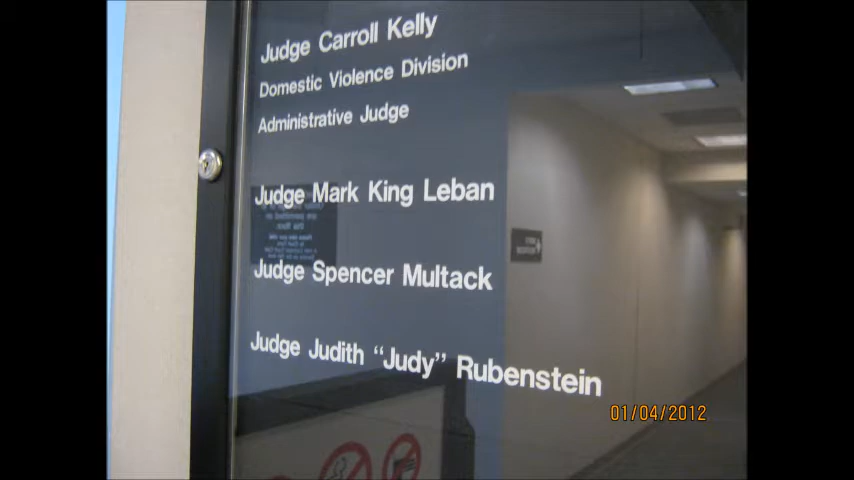 Judge Carroll Kelly
Domestic Violence Division
Administrative Judge
Judge Mark King Leban
Judge Spencer Multack
Judge Judith “Judy” Rubenstein
01/04/2012